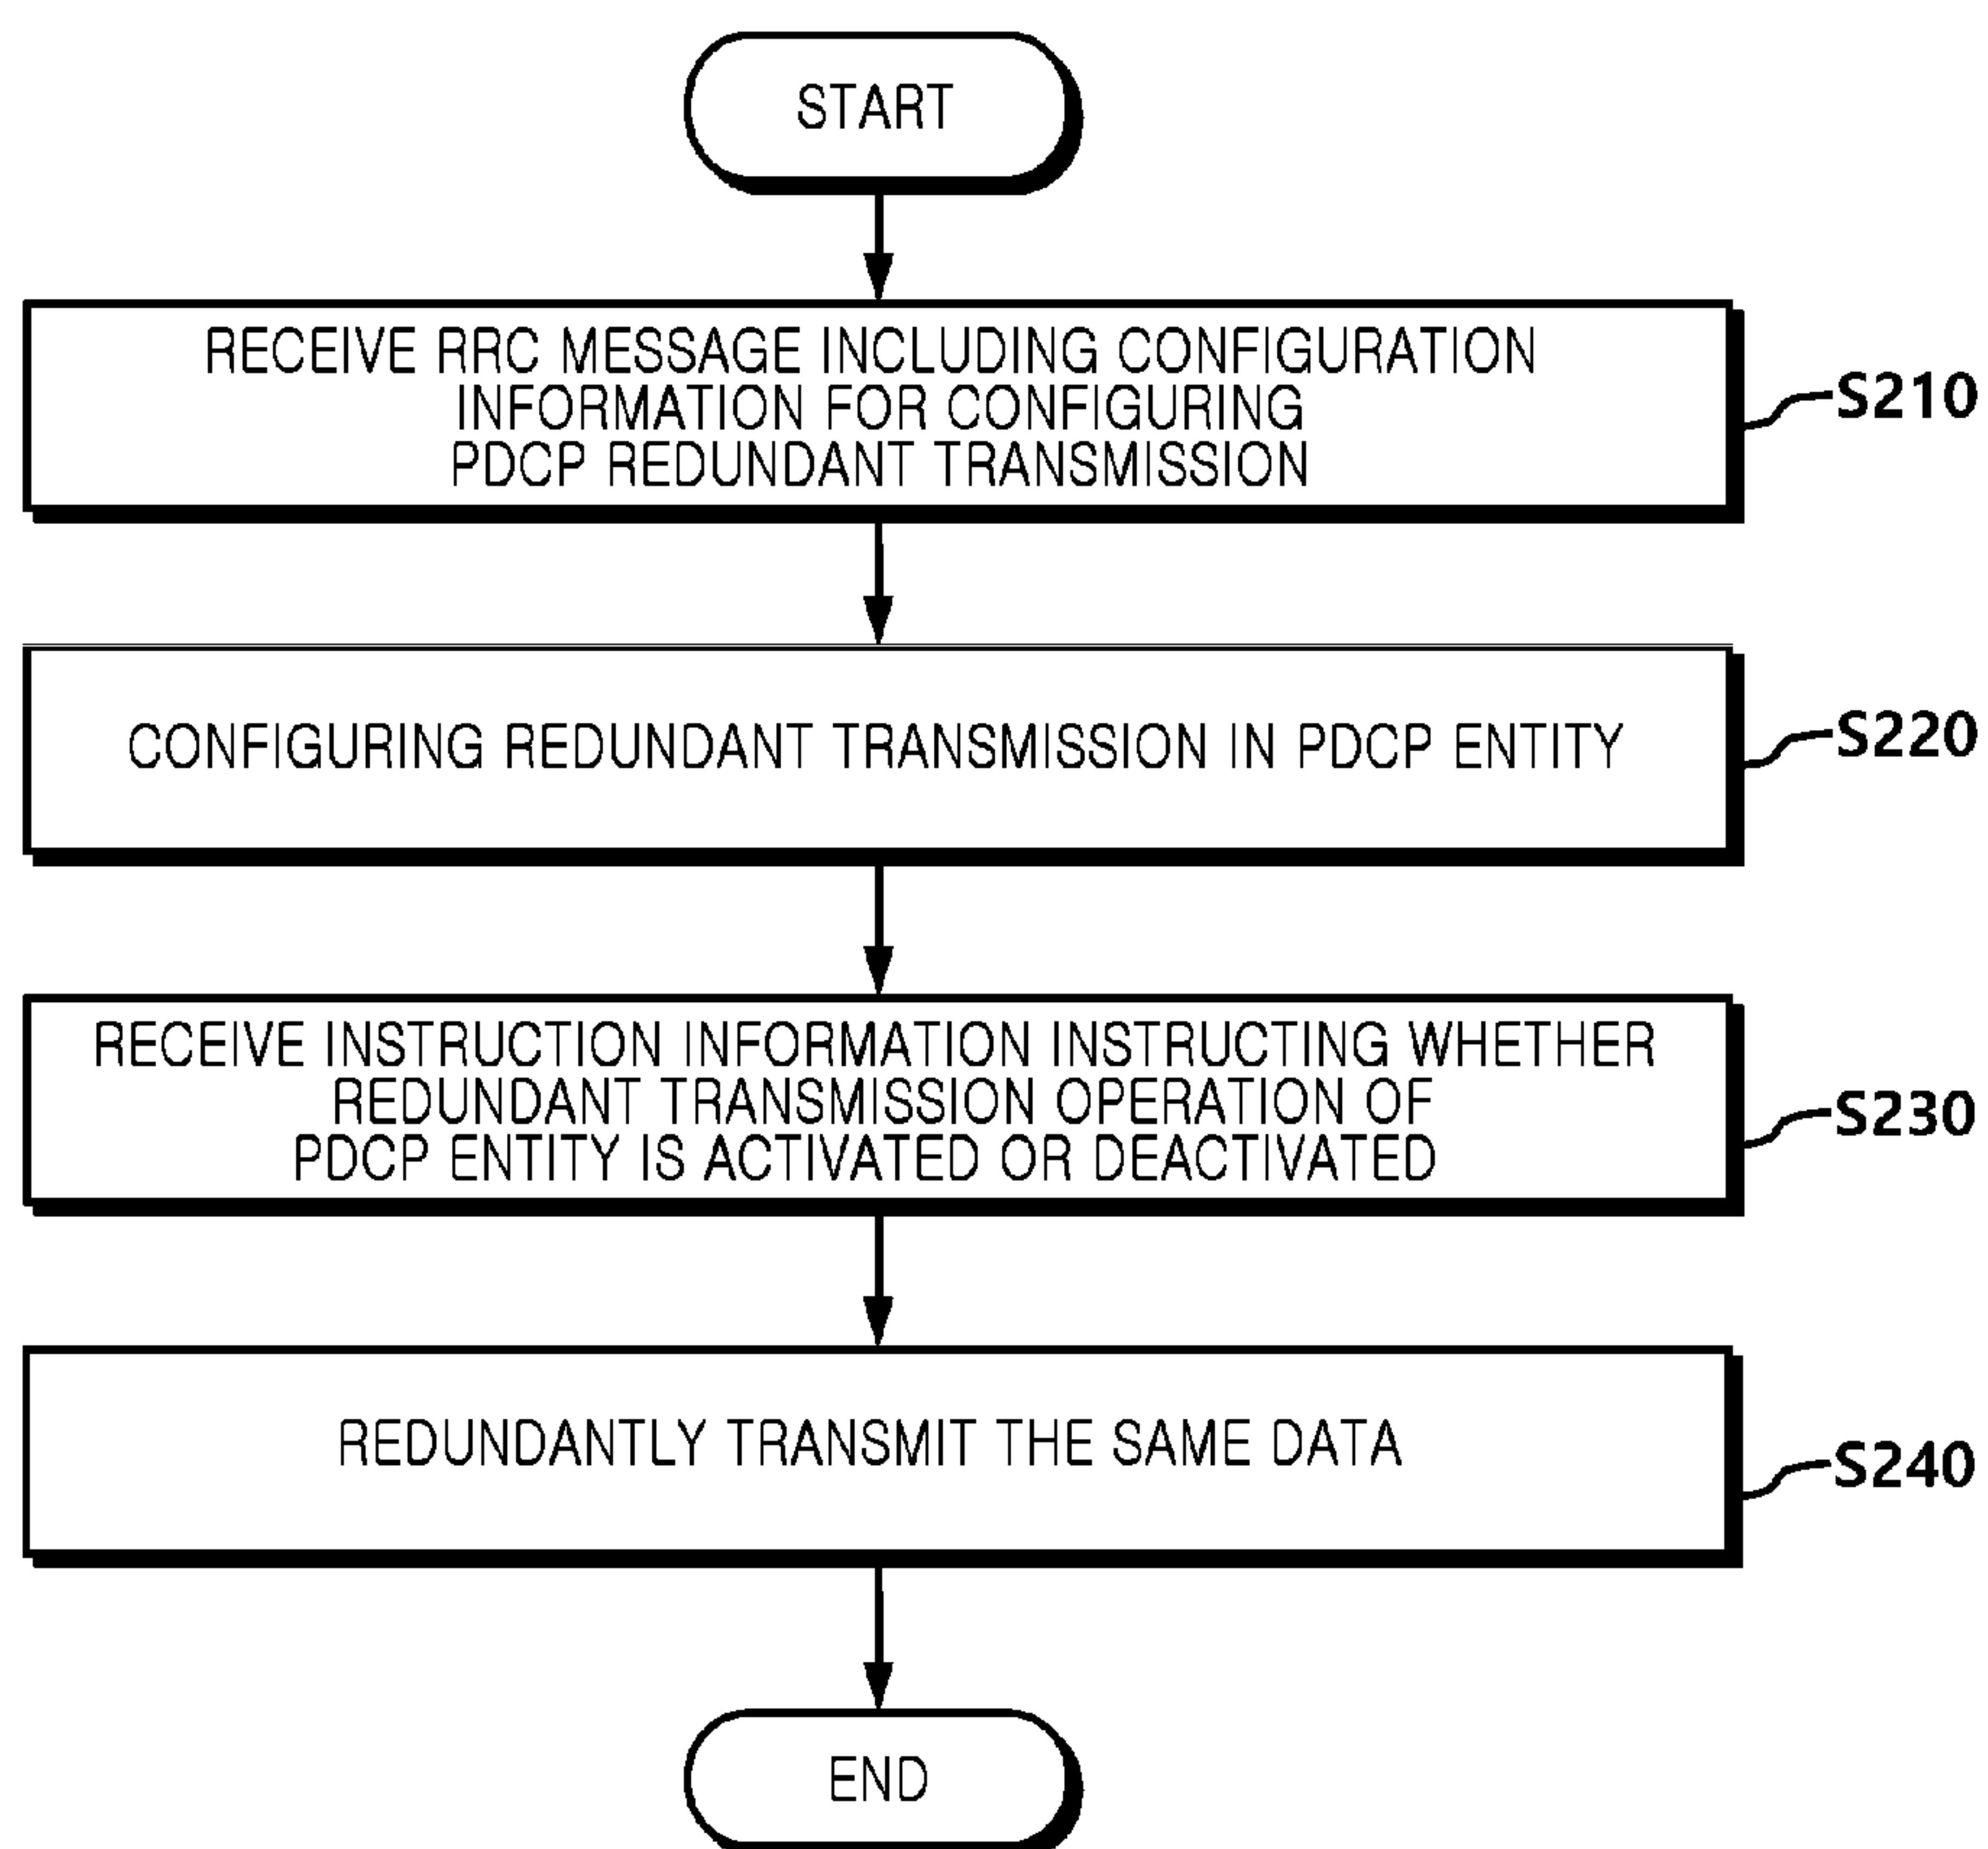 START
RECEIVE RRC MESSAGE INCLUDING CONFIGURATION
INFORMATION FOR CONFIGURING
PDCP REDUNDANT TRANSMISSION
S210
CONFIGURING REDUNDANT TRANSMISSION IN PDCP ENTITY
S220
RECEIVE INSTRUCTION INFORMATION INSTRUCTING WHETHER
REDUNDANT TRANSMISSION OPERATION OF
PDCP ENTITY IS ACTIVATED OR DEACTIVATED
S230
REDUNDANTLY TRANSMIT THE SAME DATA
S240
END